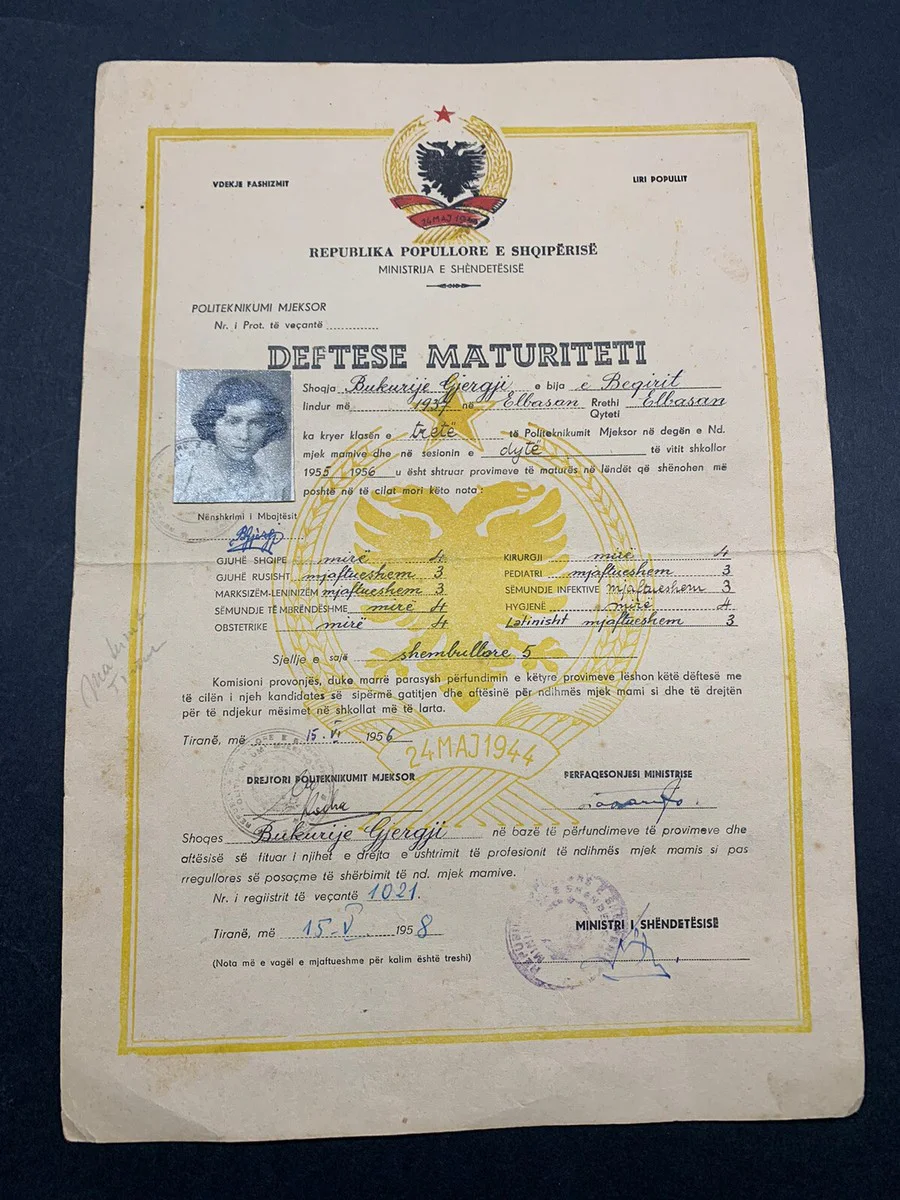 VDEKJE FASHIZMIT
LIRI POPULLIT
24 MAJ 1944
REPUBLIKA POPULLORE E SHQIPËRISË
MINISTRIJA E SHËNDETËSISË
POLITEKNIKUMI MJEKSOR
Nr. i Prot. të veçantë
DEFTESE MATURITETI
Shoqja Bukurije Gjergji e bija e Beqirit
lindur më 1937 në Elbasan Rrethi Qyteti Elbasan
ka kryer klasën e tretë të Politeknikumit Mjeksor në degën e Nd.
mjek mamive dhe në sesionin e dytë të vitit shkollor
1955 1956 u ësht shtruar provimeve të maturës në lëndët që shënohen më
poshtë në të cilat mori këto nota:
Nënshkrimi i Mbajtësit
GJUHË SHQIPE mirë 4 KIRURGJI mirë 4
GJUHË RUSISHT mjaftueshem 3 PEDIATRI mjaftueshem 3
MARKSIZËM-LENINIZËM mjaftueshem 3 SËMUNDJE INFEKTIVE mjaftueshem 3
SËMUNDJE TË MBRËNDËSHME mirë 4 HYGJENË mirë 4
OBSTETRIKE mirë 4 Latinisht mjaftueshem 3
Sjellje e sajë shembullore 5
Komisioni provonjës, duke marrë parasysh përfundimin e këtyre provimeve lëshon këtë dëftesë me
të cilën i njeh kandidates së sipërmë gatitjen dhe aftësinë për ndihmës mjek mami si dhe të drejtën
për të ndjekur mësimet në shkollat më të larta.
Tiranë, më 15. VI 1956
24 MAJ 1944
DREJTORI POLITEKNIKUMIT MJEKSOR
PERFAQESONJESI MINISTRISE
Shoqes Bukurije Gjergji në bazë të përfundimeve të provimeve dhe
aftësisë së fituar i njihet e drejta e ushtrimit të profesionit të ndihmës mjek mamis si pas
rregullores së posaçme të shërbimit të nd. mjek mamive.
Nr. i regiistrit të veçantë 1021.
Tiranë, më 15-V 1958
MINISTRI I SHËNDETËSISË
(Nota më e vagël e mjaftueshme për kalim është treshi)